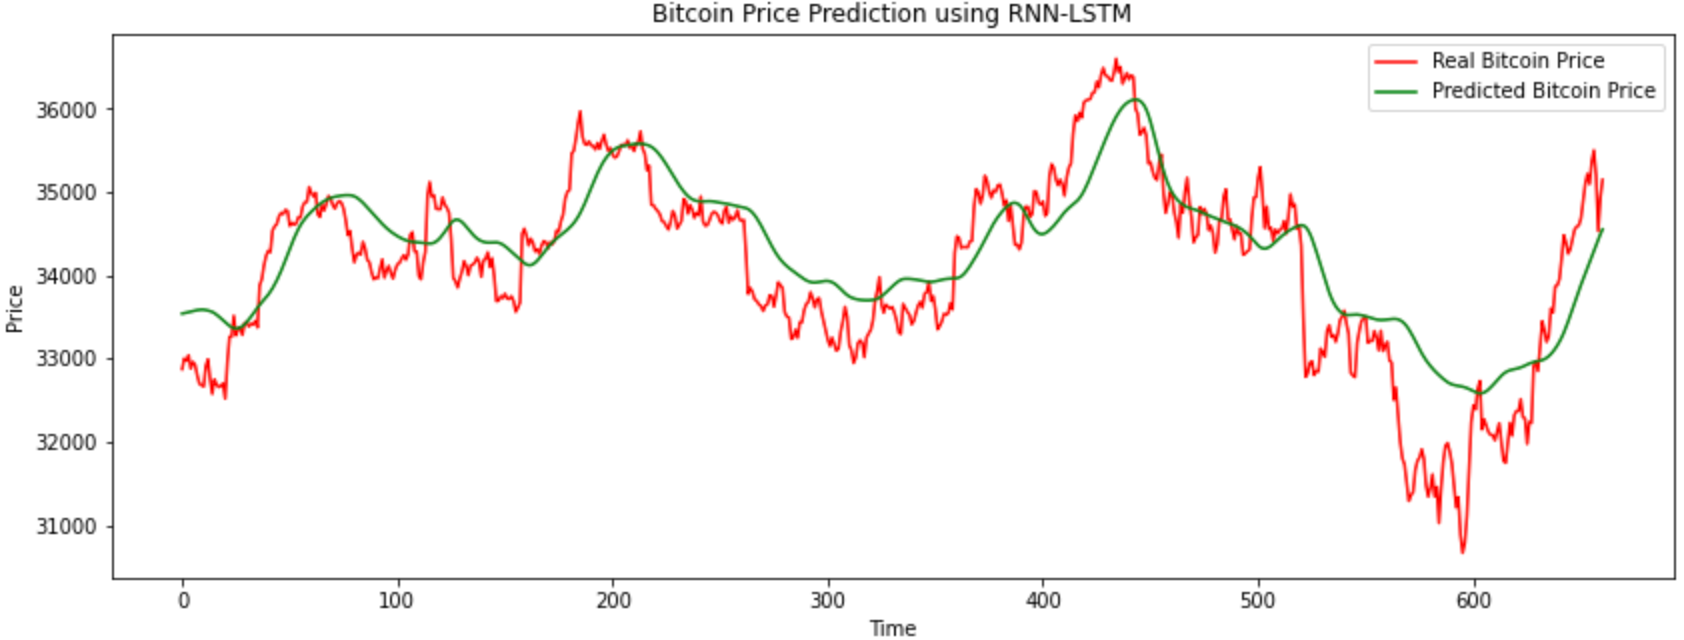 Bitcoin Price Prediction using RNN-LSTM
Real Bitcoin Price
Predicted Bitcoin Price
36000
35000
34000
33000
32000
31000
Price
0 100 200 300 400 500 600
Time